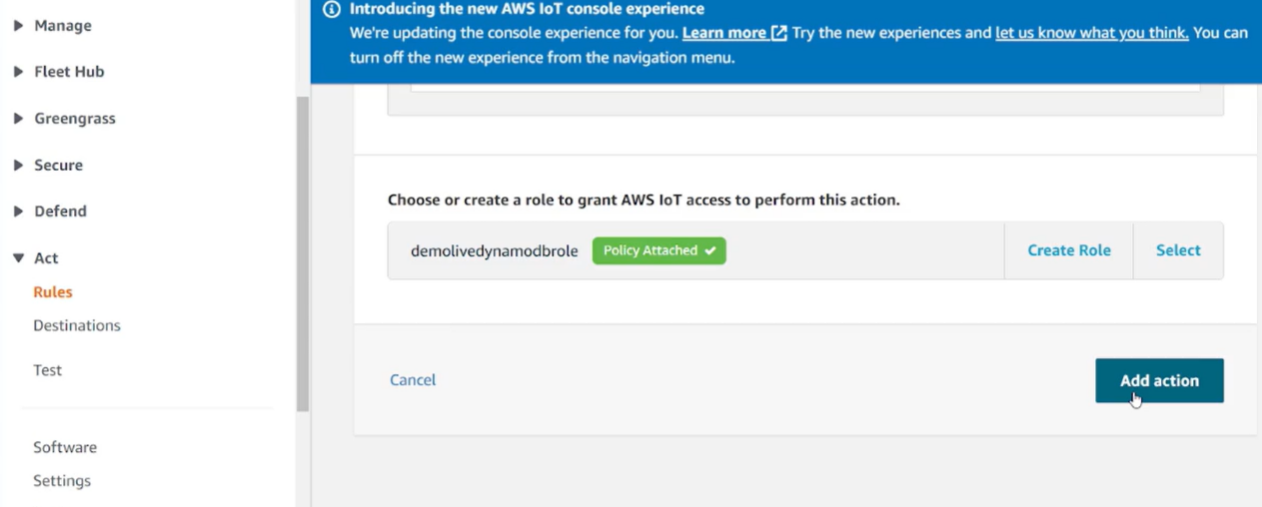 Manage
Fleet Hub
Greengrass
Secure
Defend
Act
Rules
Destinations
Test
Software
Settings
Introducing the new AWS IoT console experience
We're updating the console experience for you. Learn more Try the new experiences and let us know what you think. You can
turn off the new experience from the navigation menu.
Choose or create a role to grant AWS IoT access to perform this action.
demolivedynamodbrole Policy Attached Create Role Select
Cancel Add action